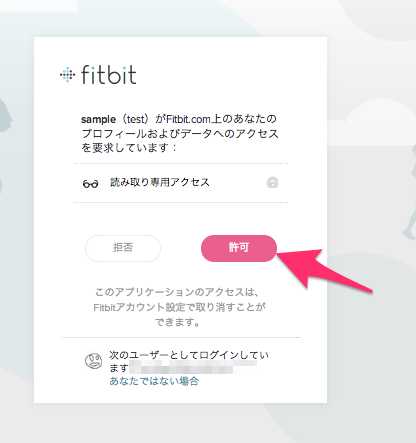 fitbit
sample（test）がFitbit.com上のあなたの
プロフィールおよびデータへのアクセス
を要求しています：
読み取り専用アクセス
拒否
許可
このアプリケーションのアクセスは、
Fitbitアカウント設定で取り消すことが
できます。
次のユーザーとしてログインしてい
ます
あなたではない場合